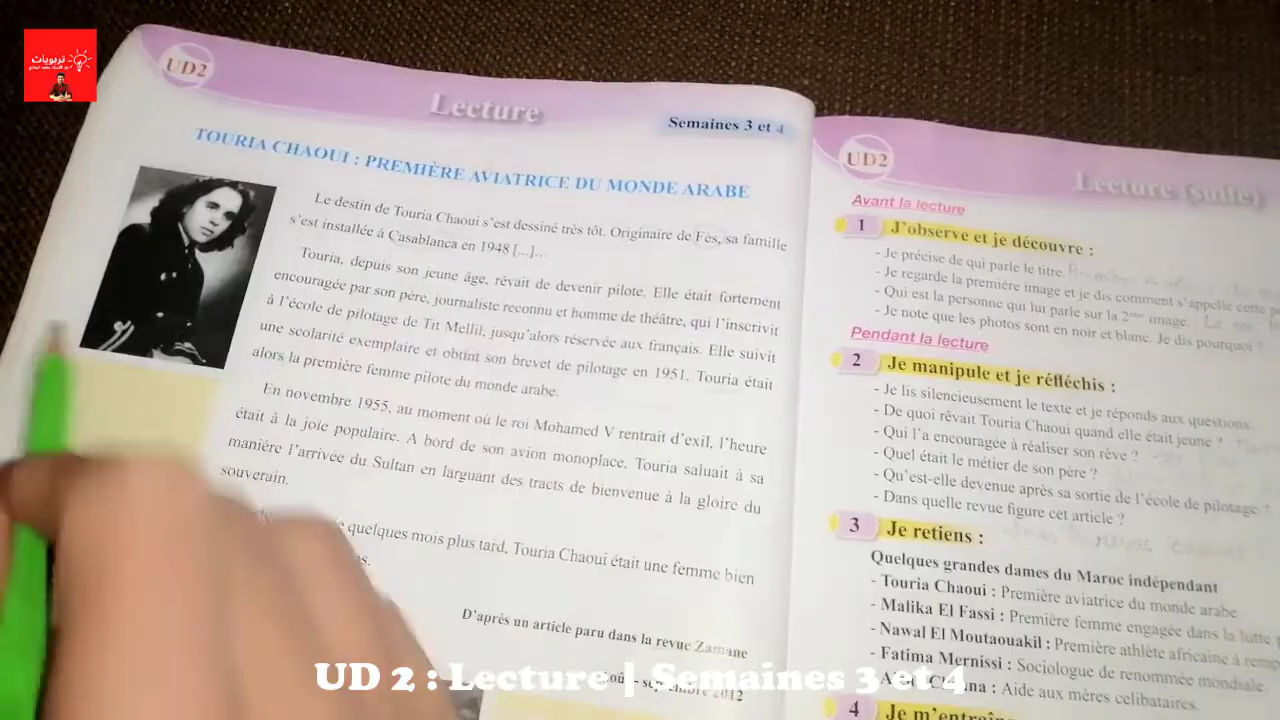 تربويات
UD2
Lecture
Semaines 3 et 4
TOURIA CHAOUI : PREMIÈRE AVIATRICE DU MONDE ARABE
Le destin de Touria Chaoui s'est dessiné très tôt. Originaire de Fès, sa famille
s'est installée à Casablanca en 1948 [...]…
Touria, depuis son jeune âge, rêvait de devenir pilote. Elle était fortement
encouragée par son père, journaliste reconnu et homme de théâtre, qui l'inscrivit
à l'école de pilotage de Tit Mellil, jusqu'alors réservée aux français. Elle suivit
une scolarité exemplaire et obtint son brevet de pilotage en 1951. Touria était
alors la première femme pilote du monde arabe.
En novembre 1955, au moment où le roi Mohamed V rentrait d'exil, l'heure
était à la joie populaire. A bord de son avion monoplace, Touria saluait à sa
manière l'arrivée du Sultan en larguant des tracts de bienvenue à la gloire du
souverain.
quelques mois plus tard, Touria Chaoui était une femme bien
D'après un article paru dans la revue Zamane
septembre 2012
UD2
Lecture (suite)
Avant la lecture
1 J'observe et je découvre :
- Je précise de qui parle le titre.
- Je regarde la première image et je dis comment s'appelle cette
- Qui est la personne qui lui parle sur la 2ème image.
- Je note que les photos sont en noir et blanc. Je dis pourquoi ?
Pendant la lecture
2 Je manipule et je réfléchis :
- Je lis silencieusement le texte et je réponds aux questions.
- De quoi rêvait Touria Chaoui quand elle était jeune ?
- Qui l'a encouragée à réaliser son rêve ?
- Quel était le métier de son père ?
- Qu'est-elle devenue après sa sortie de l'école de pilotage ?
- Dans quelle revue figure cet article ?
3 Je retiens :
Quelques grandes dames du Maroc indépendant
- Touria Chaoui : Première aviatrice du monde arabe.
- Malika El Fassi : Première femme engagée dans la lutte
- Nawal El Moutaouakil : Première athlète africaine à
- Fatima Mernissi : Sociologue de renommée mondiale.
: Aide aux mères celibataires.
4 Je m'entraîne
UD 2 : Lecture | Semaines 3 et 4